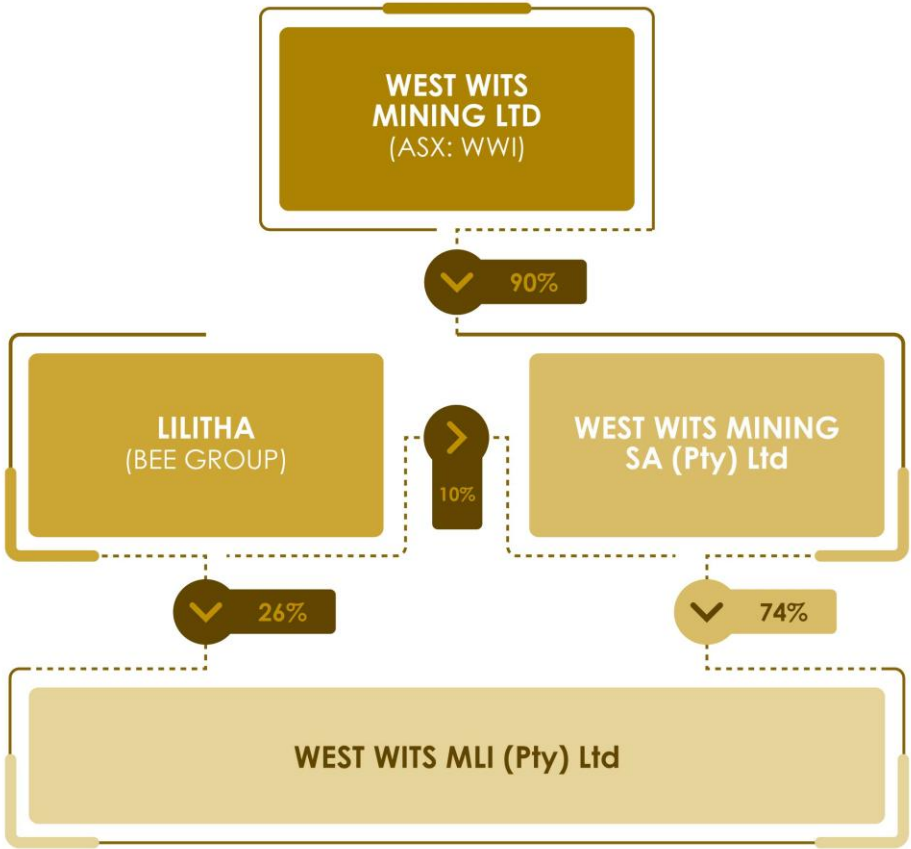 WEST WITS
MINING LTD
(ASX: WWI)
90%
LILITHA
(BEE GROUP)
10%
WEST WITS MINING
SA (Pty) Ltd
26%
74%
WEST WITS MLI (Pty) Ltd